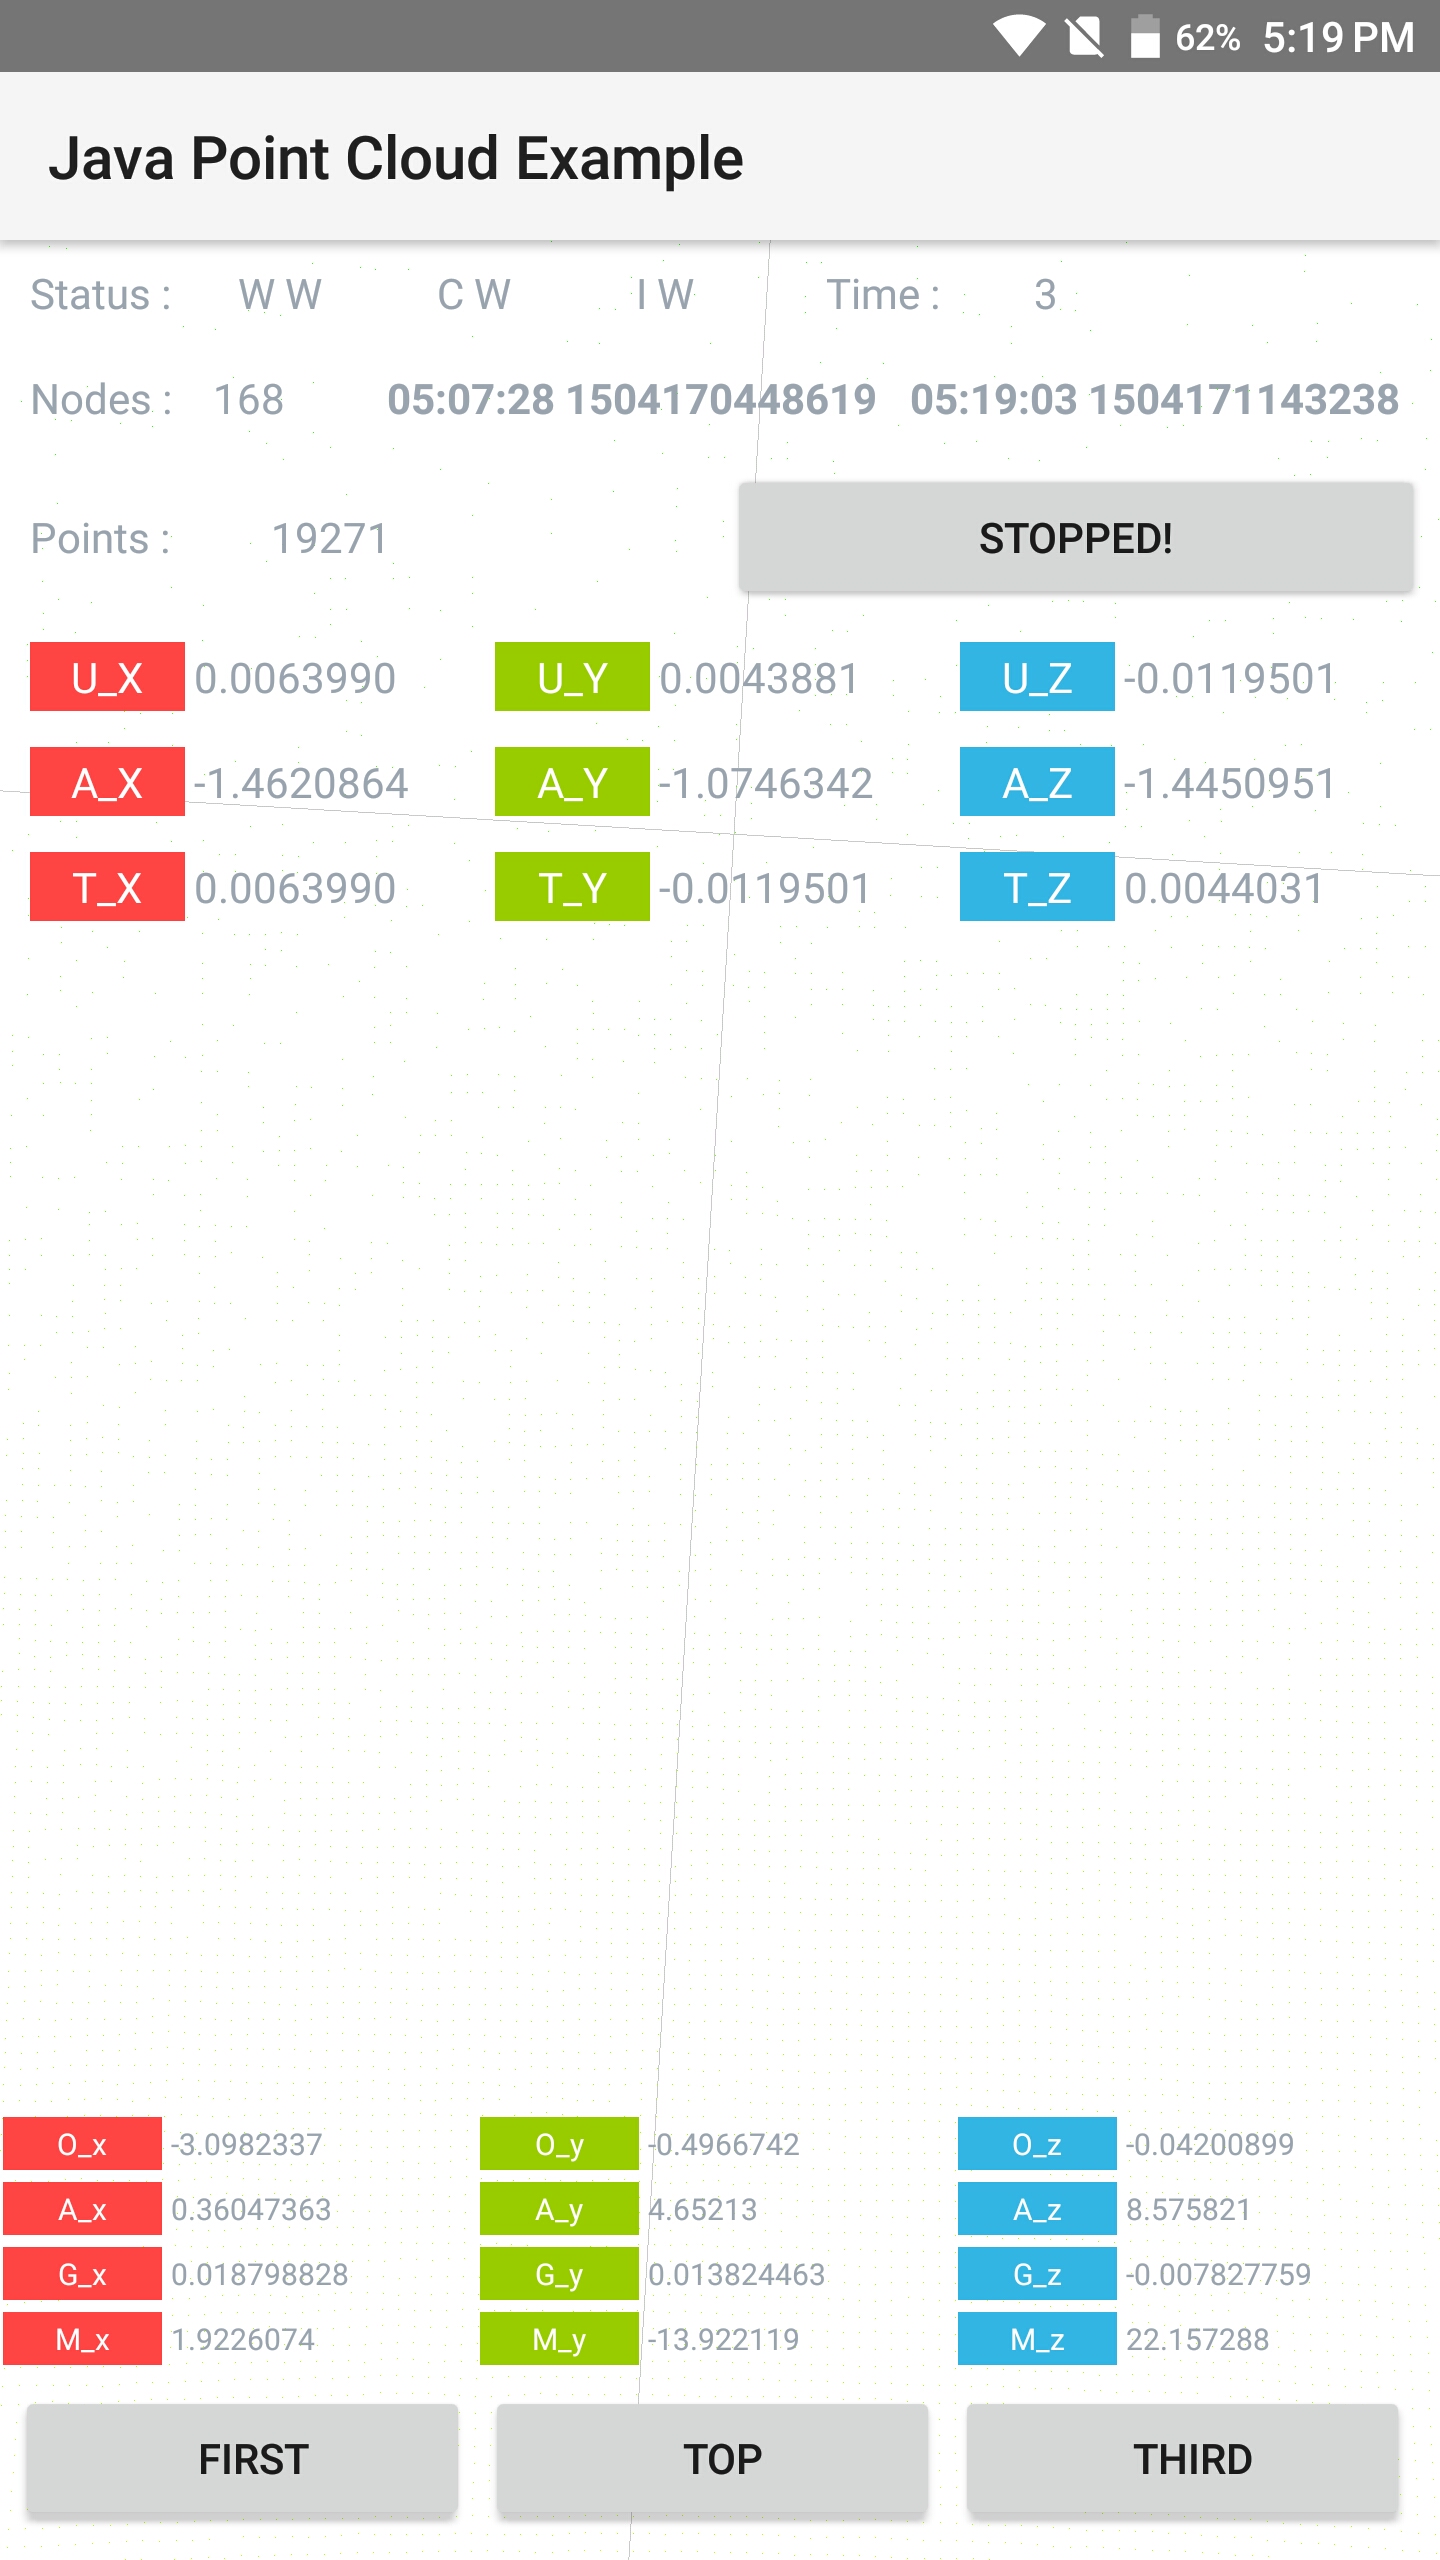 62% 5:19 PM
Java Point Cloud Example
Status : W W C W I W Time : 3
Nodes : 168 05:07:28 1504170448619 05:19:03 1504171143238
Points : 19271 STOPPED!
U_X 0.0063990 U_Y 0.0043881 U_Z -0.0119501
A_X -1.4620864 A_Y -1.0746342 A_Z -1.4450951
T_X 0.0063990 T_Y -0.0119501 T_Z 0.0044031
O_x -3.0982337 O_y -0.4966742 O_z -0.04200899
A_x 0.36047363 A_y 4.65213 A_z 8.575821
G_x 0.018798828 G_y 0.013824463 G_z -0.007827759
M_x 1.9226074 M_y -13.922119 M_z 22.157288
FIRST TOP THIRD